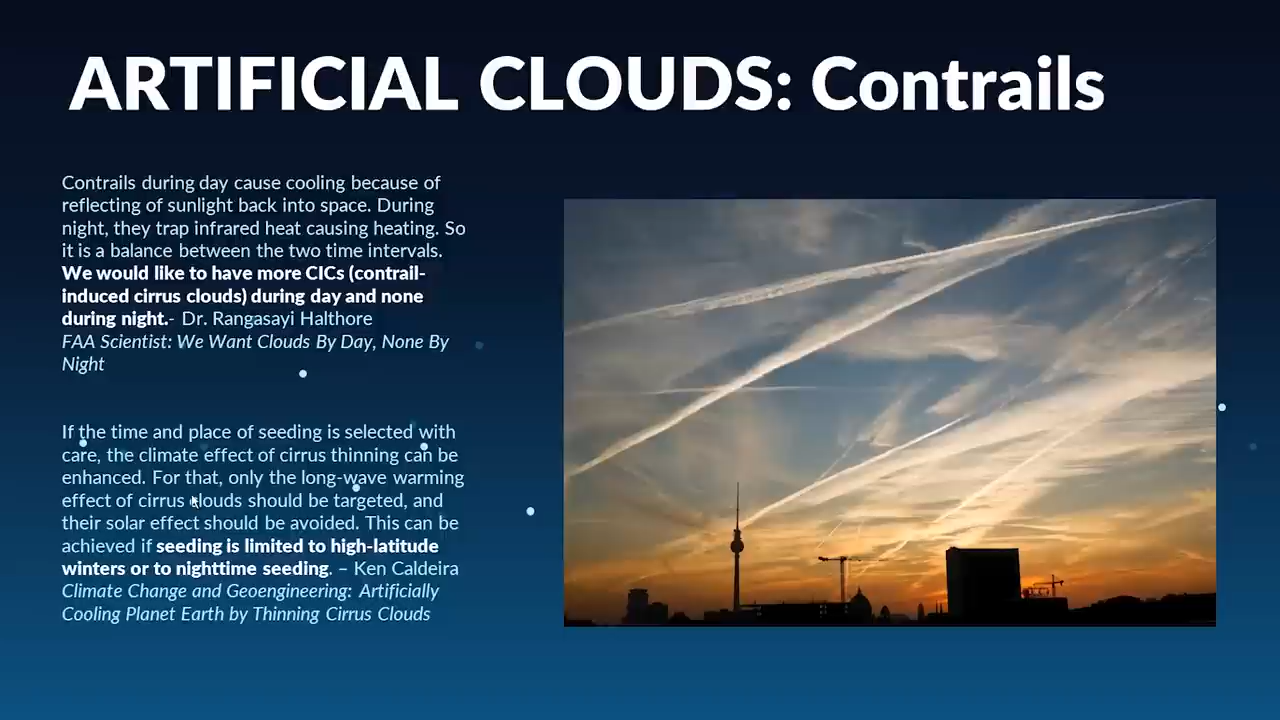 ARTIFICIAL CLOUDS: Contrails
Contrails during day cause cooling because of
reflecting of sunlight back into space. During
night, they trap infrared heat causing heating. So
it is a balance between the two time intervals.
We would like to have more CICs (contrail-
induced cirrus clouds) during day and none
during night.- Dr. Rangasayi Halthore
FAA Scientist: We Want Clouds By Day, None By
Night
If the time and place of seeding is selected with
care, the climate effect of cirrus thinning can be
enhanced. For that, only the long-wave warming
effect of cirrus clouds should be targeted, and
their solar effect should be avoided. This can be
achieved if seeding is limited to high-latitude
winters or to nighttime seeding. – Ken Caldeira
Climate Change and Geoengineering: Artificially
Cooling Planet Earth by Thinning Cirrus Clouds